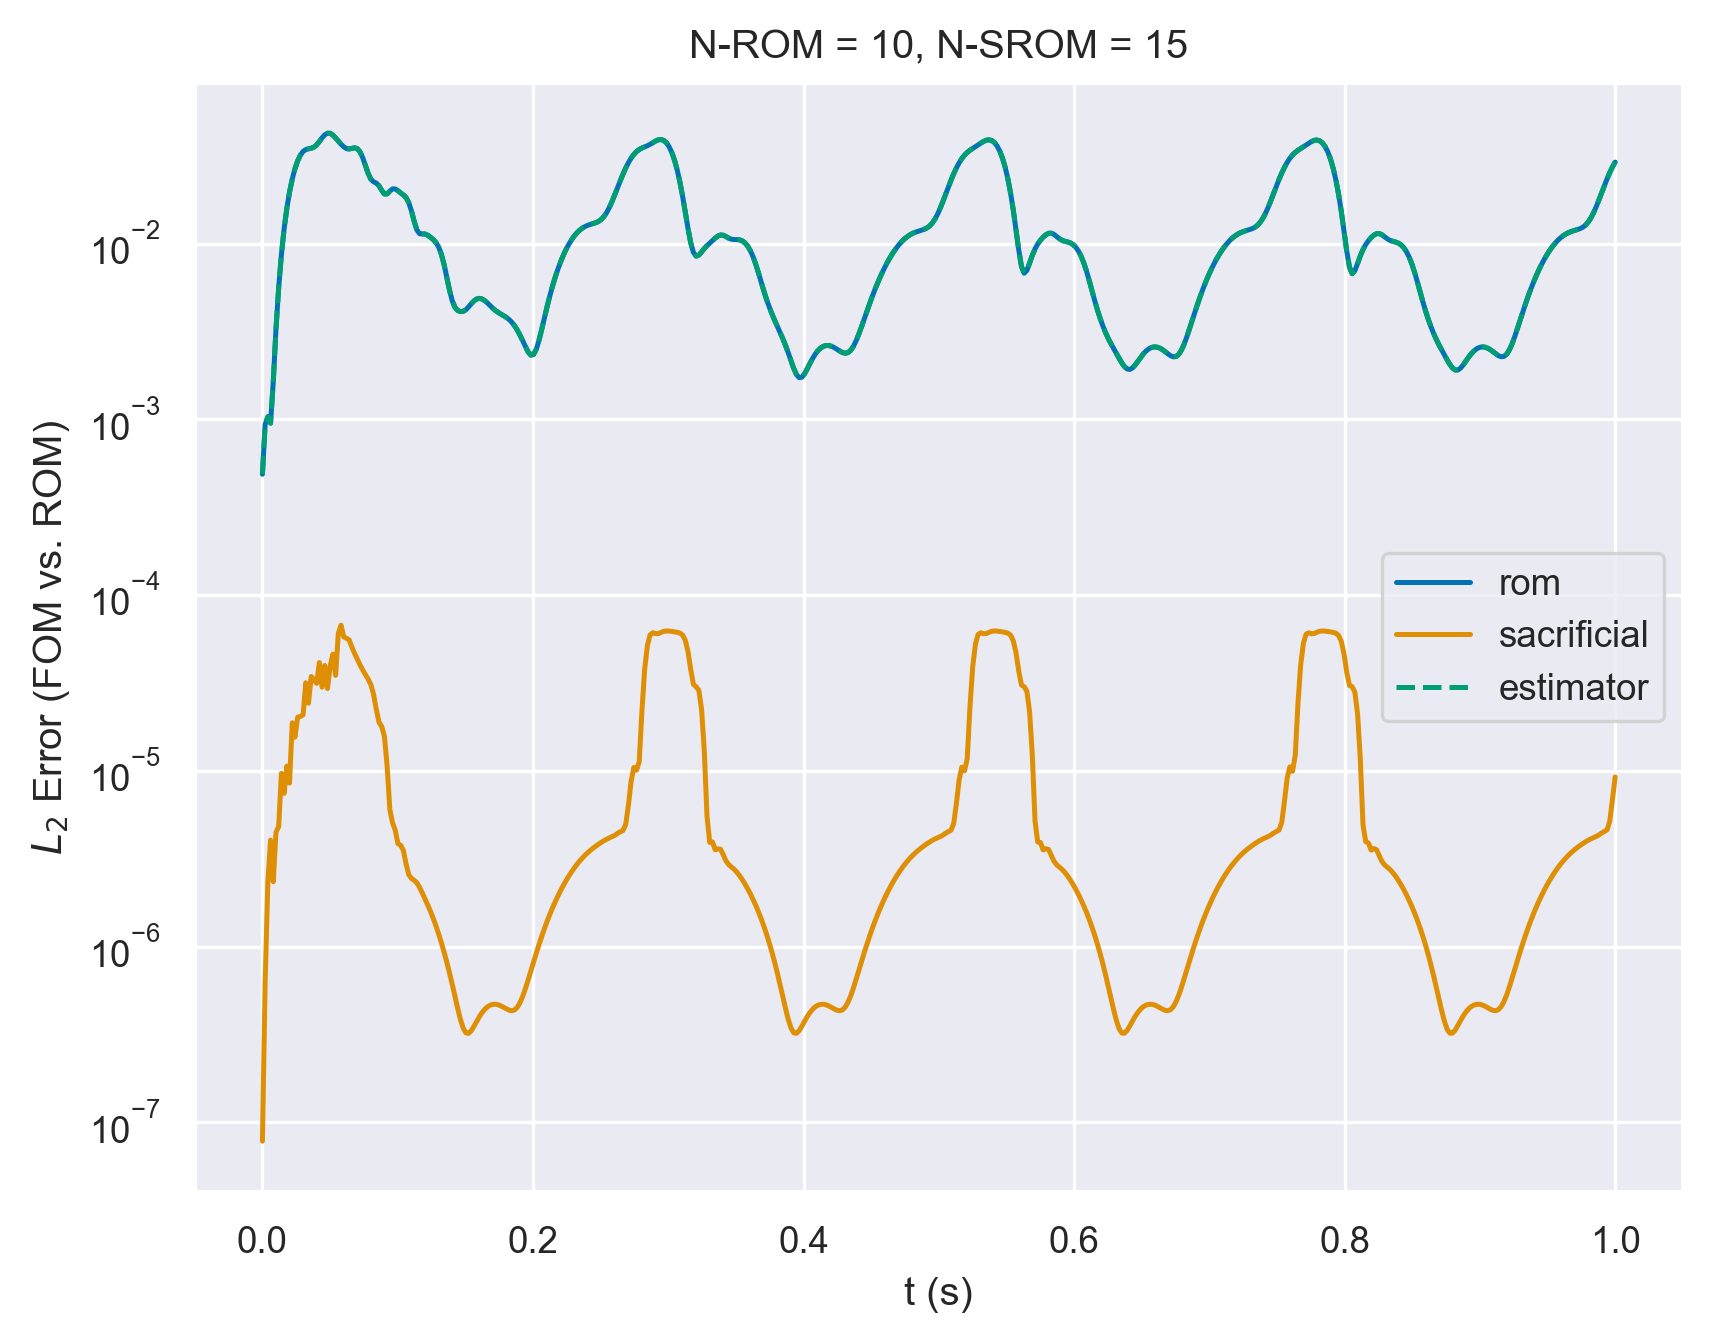 N-ROM = 10, N-SROM = 15
L₂ Error (FOM vs. ROM)
10⁻²
10⁻³
10⁻⁴
10⁻⁵
10⁻⁶
10⁻⁷
rom
sacrificial
estimator
0.0 0.2 0.4 0.6 0.8 1.0
t (s)